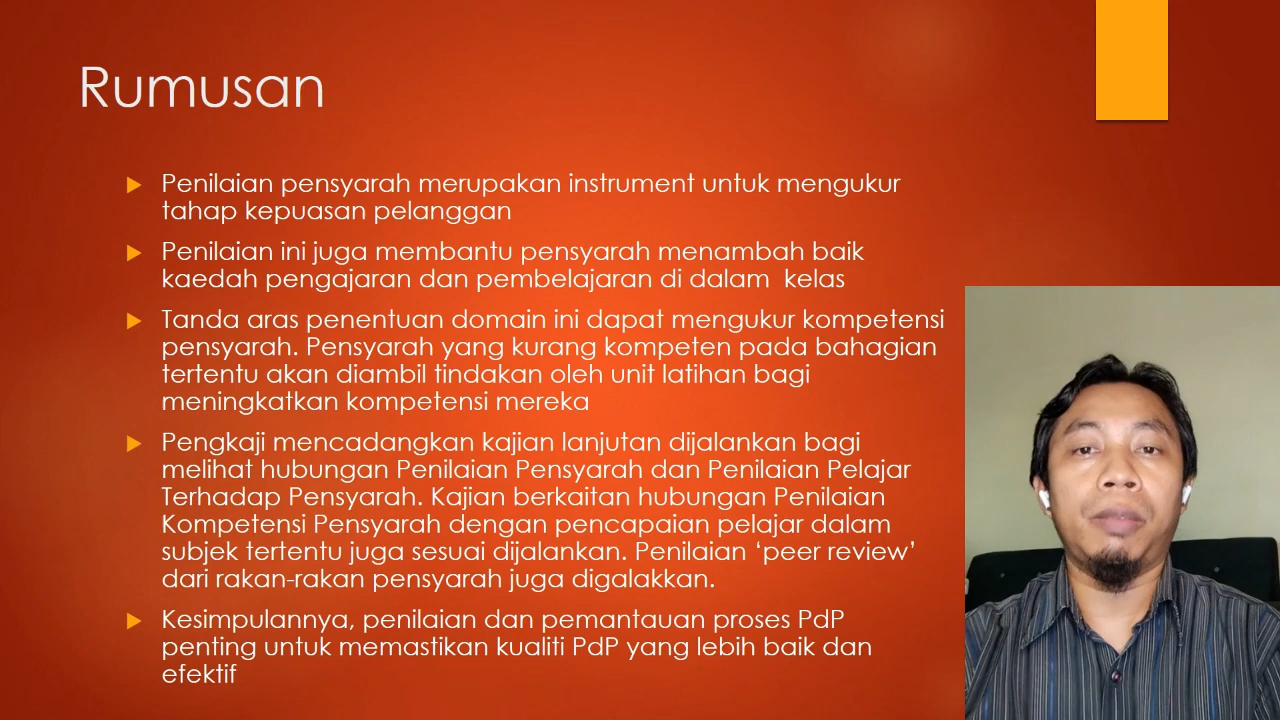 Rumusan
Penilaian pensyarah merupakan instrument untuk mengukur
tahap kepuasan pelanggan
Penilaian ini juga membantu pensyarah menambah baik
kaedah pengajaran dan pembelajaran di dalam  kelas
Tanda aras penentuan domain ini dapat mengukur kompetensi
pensyarah. Pensyarah yang kurang kompeten pada bahagian
tertentu akan diambil tindakan oleh unit latihan bagi
meningkatkan kompetensi mereka
Pengkaji mencadangkan kajian lanjutan dijalankan bagi
melihat hubungan Penilaian Pensyarah dan Penilaian Pelajar
Terhadap Pensyarah. Kajian berkaitan hubungan Penilaian
Kompetensi Pensyarah dengan pencapaian pelajar dalam
subjek tertentu juga sesuai dijalankan. Penilaian ‘peer review’
dari rakan-rakan pensyarah juga digalakkan.
Kesimpulannya, penilaian dan pemantauan proses PdP
penting untuk memastikan kualiti PdP yang lebih baik dan
efektif